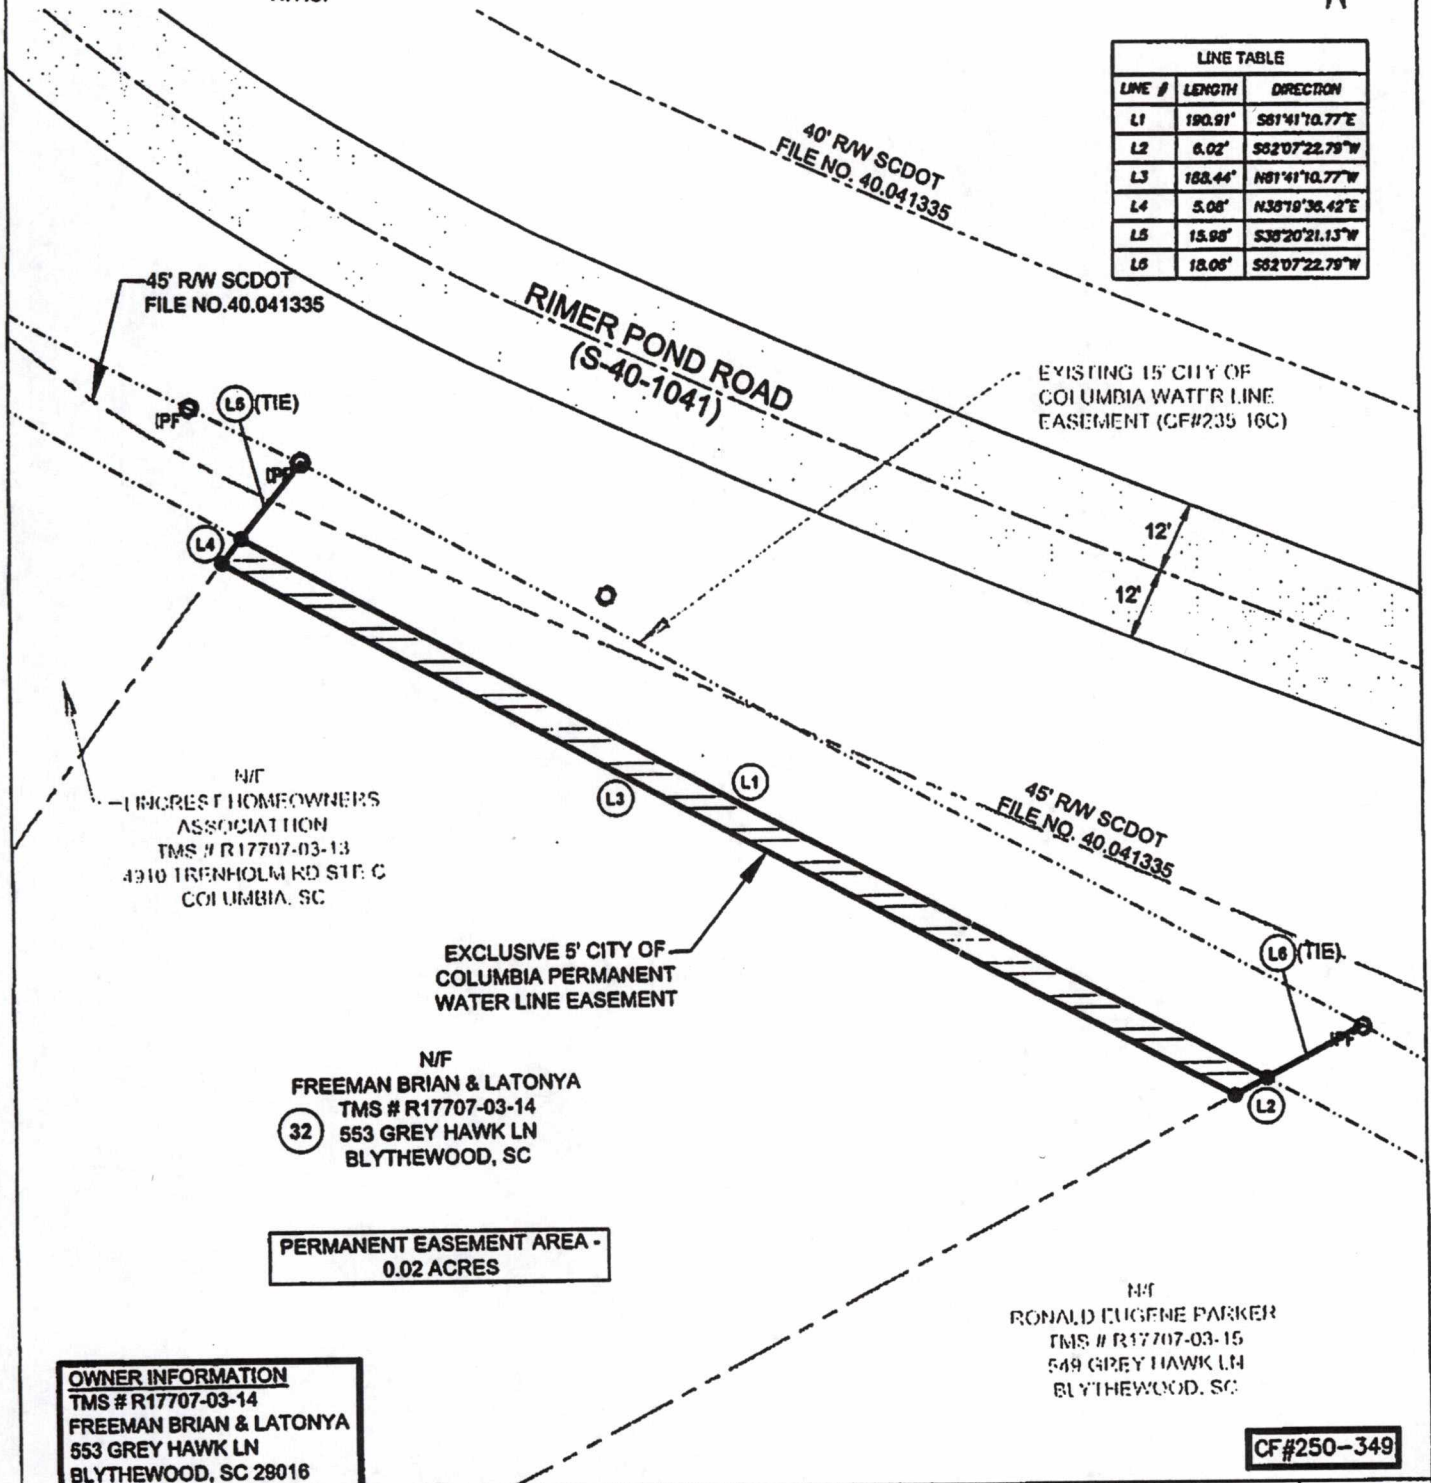 LINE TABLE
LINE # LENGTH DIRECTION
L1 190.91' S61°41'10.77"E
L2 6.02' S62°07'22.79"W
L3 188.44' N61°41'10.77"W
L4 5.08' N38°19'36.42"E
L5 15.98' S38°20'21.13"W
L6 18.06' S62°07'22.79"W
40' R/W SCDOT
FILE NO. 40.041335
45' R/W SCDOT
FILE NO.40.041335
RIMER POND ROAD
(S-40-1041)
EXISTING 15' CITY OF
COLUMBIA WATER LINE
EASEMENT (CF#235-16C)
L5 (TIE)
IPF
IPF
L4
12'
12'
L1
L3
N/F
LINCREST HOMEOWNERS
ASSOCIATTION
TMS # R17707-03-13
4910 TRENHOLM RD STE C
COLUMBIA, SC
45' R/W SCDOT
FILE NO. 40.041335
EXCLUSIVE 5' CITY OF
COLUMBIA PERMANENT
WATER LINE EASEMENT
L6 (TIE)
IPF
L2
N/F
FREEMAN BRIAN & LATONYA
TMS # R17707-03-14
32 553 GREY HAWK LN
BLYTHEWOOD, SC
PERMANENT EASEMENT AREA -
0.02 ACRES
N/F
RONALD EUGENE PARKER
TMS # R17707-03-15
549 GREY HAWK LN
BLYTHEWOOD, SC
OWNER INFORMATION
TMS # R17707-03-14
FREEMAN BRIAN & LATONYA
553 GREY HAWK LN
BLYTHEWOOD, SC 29016
CF#250-349